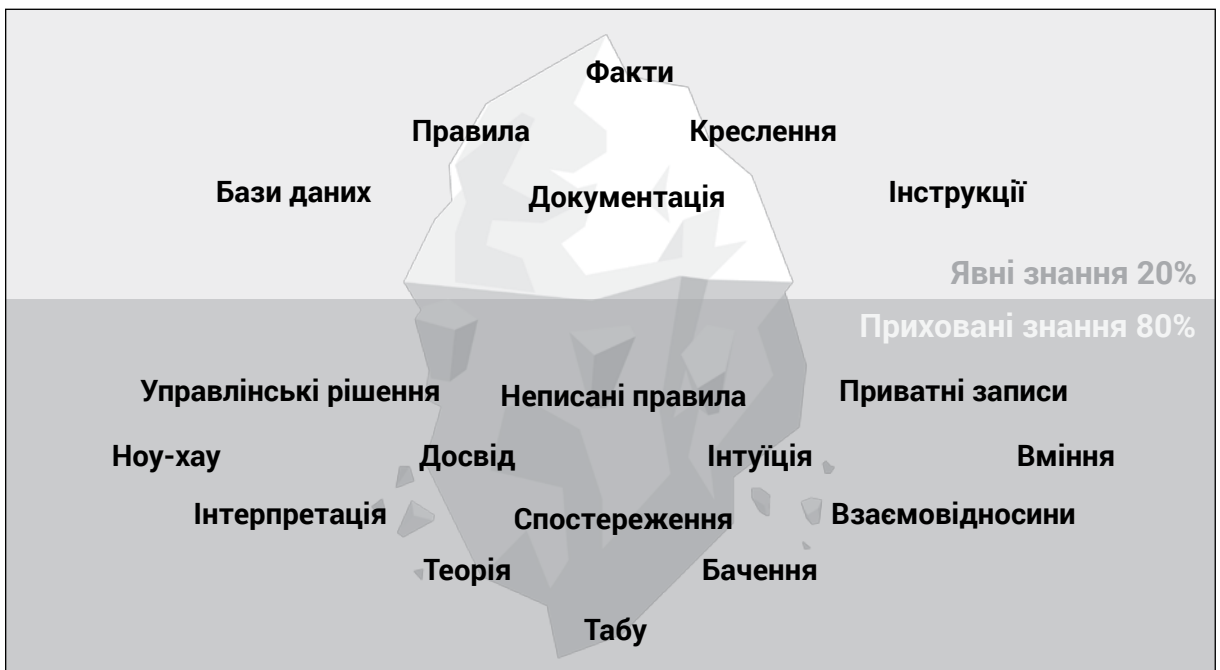 Факти
Правила Креслення
Бази даних Документація Інструкції
Явні знання 20%
Приховані знання 80%
Управлінські рішення Неписані правила Приватні записи
Ноу-хау Досвід Інтуїція Вміння
Інтерпретація Спостереження Взаємовідносини
Теорія Бачення
Табу